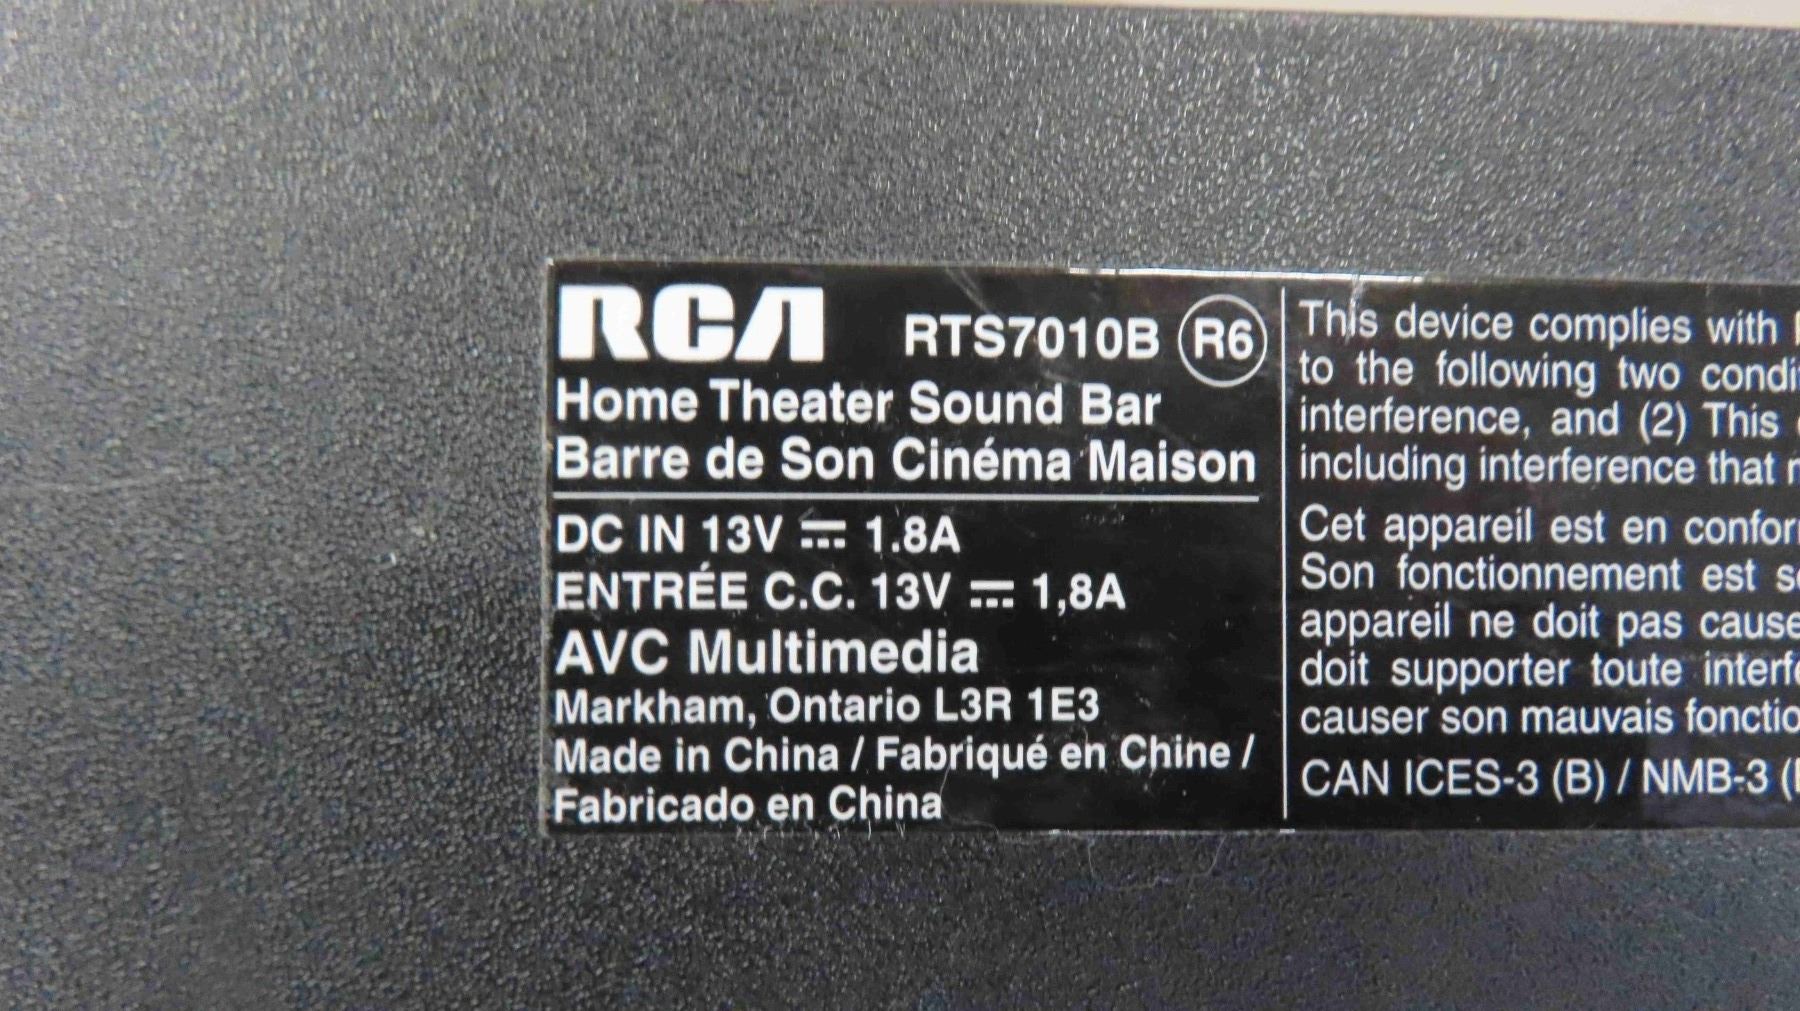 RCA RTS7010B R6
Home Theater Sound Bar
Barre de Son Cinéma Maison
DC IN 13V ⎓ 1.8A
ENTRÉE C.C. 13V ⎓ 1,8A
AVC Multimedia
Markham, Ontario L3R 1E3
Made in China / Fabriqué en Chine /
Fabricado en China
This device complies with
to the following two
interference, and (2) This
including interference that
Cet appareil est en
Son fonctionnement est
appareil ne doit pas
doit supporter toute
causer son mauvais
CAN ICES-3 (B) / NMB-3